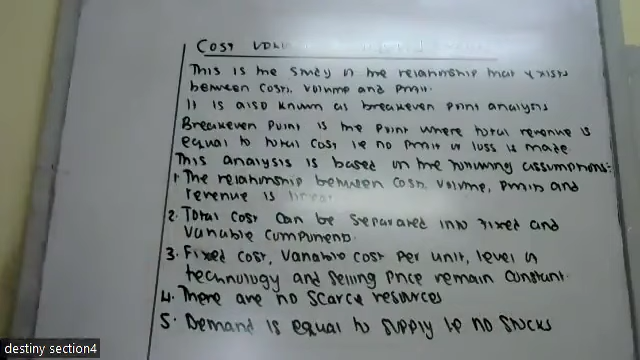 COST VOLUME
This is the study of the relationship that exists
between costs, volume and profit.
It is also known as breakeven point analysis
Breakeven Point is the point where total revenue is
equal to total cost ie no profit or loss is made
This analysis is based on the following assumptions:
1. The relationship between cost, volume, profit and
revenue is linear
2. Total cost can be separated into fixed and
variable components.
3. Fixed cost, variable cost per unit, level of
technology and selling price remain constant.
4. There are no scarce resources
5. Demand is equal to supply ie no stocks
destiny section4